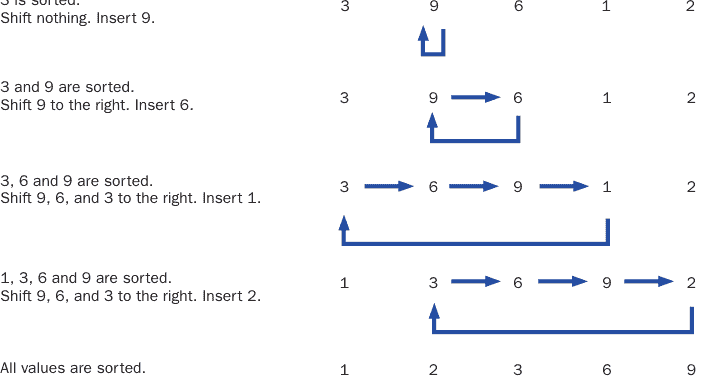 3 is sorted.
Shift nothing. Insert 9.
3 9 6 1 2
3 and 9 are sorted.
Shift 9 to the right. Insert 6.
3 9 6 1 2
3, 6 and 9 are sorted.
Shift 9, 6, and 3 to the right. Insert 1.
3 6 9 1 2
1, 3, 6 and 9 are sorted.
Shift 9, 6, and 3 to the right. Insert 2.
1 3 6 9 2
All values are sorted.
1 2 3 6 9